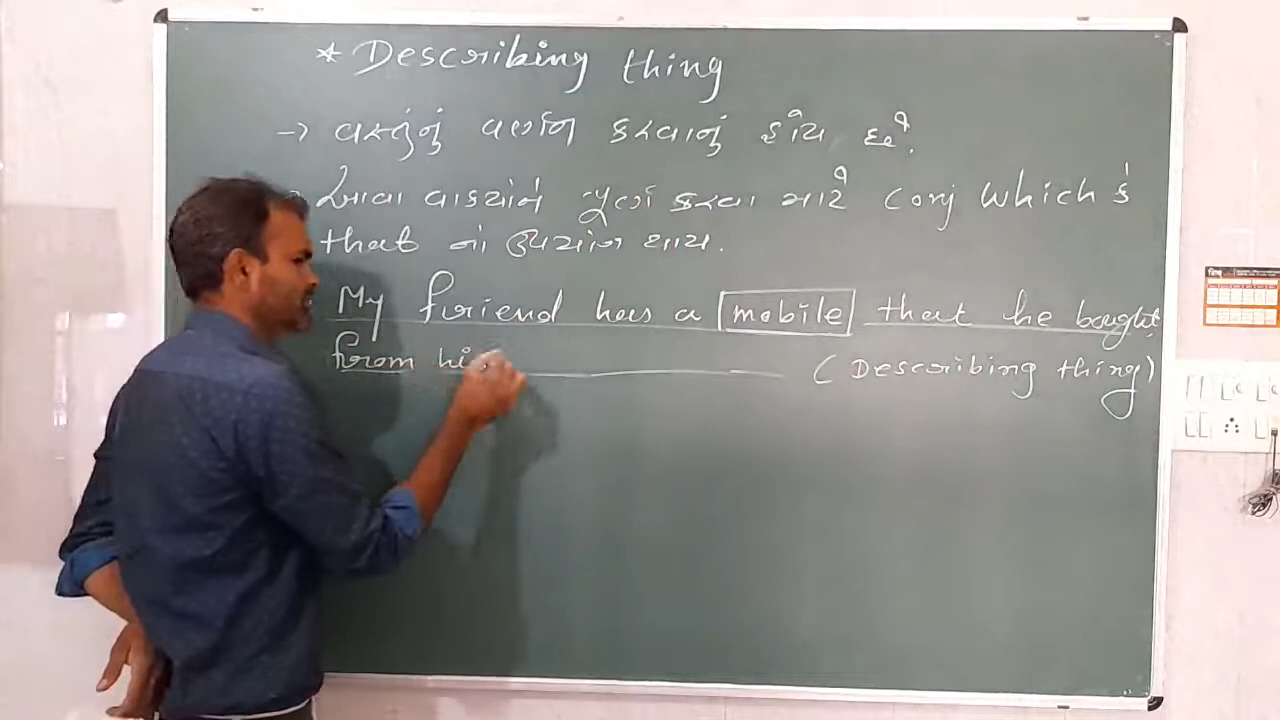 * Describing thing
→ વસ્તુનું વર્ણન કરવાનું હોય છે.
આવા વાક્યોને જૂદા કરવા માટે conj which કે
that નો ઉપયોગ થાય.
My friend has a mobile that he bought
from hi
(Describing thing)